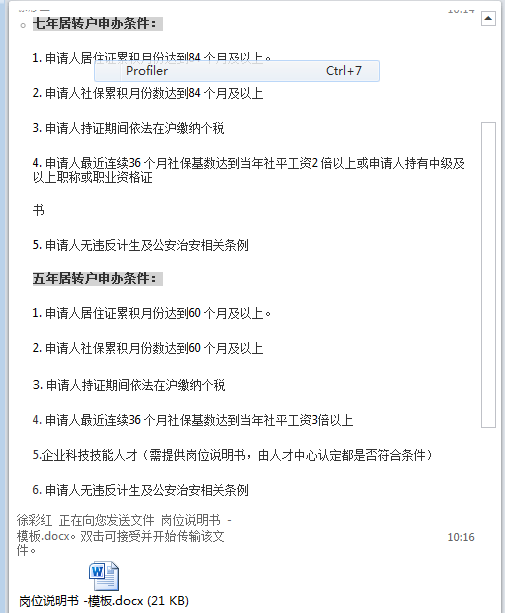 10:14
七年居转户申办条件：
1. 申请人居住证累积月份达到84 个月及以上。
Profiler Ctrl+7
2. 申请人社保累积月份数达到84 个月及以上
3. 申请人持证期间依法在沪缴纳个税
4. 申请人最近连续36 个月社保基数达到当年社平工资2 倍以上或申请人持有中级及
以上职称或职业资格证
书
5. 申请人无违反计生及公安治安相关条例
五年居转户申办条件：
1. 申请人居住证累积月份达到60 个月及以上。
2. 申请人社保累积月份数达到60 个月及以上
3. 申请人持证期间依法在沪缴纳个税
4. 申请人最近连续36 个月社保基数达到当年社平工资3倍以上
5.企业科技技能人才（需提供岗位说明书，由人才中心认定都是否符合条件）
6. 申请人无违反计生及公安治安相关条例
徐彩红 正在向您发送文件 岗位说明书 -
模板.docx。双击可接受并开始传输该文 10:16
件。
岗位说明书 -模板.docx (21 KB)